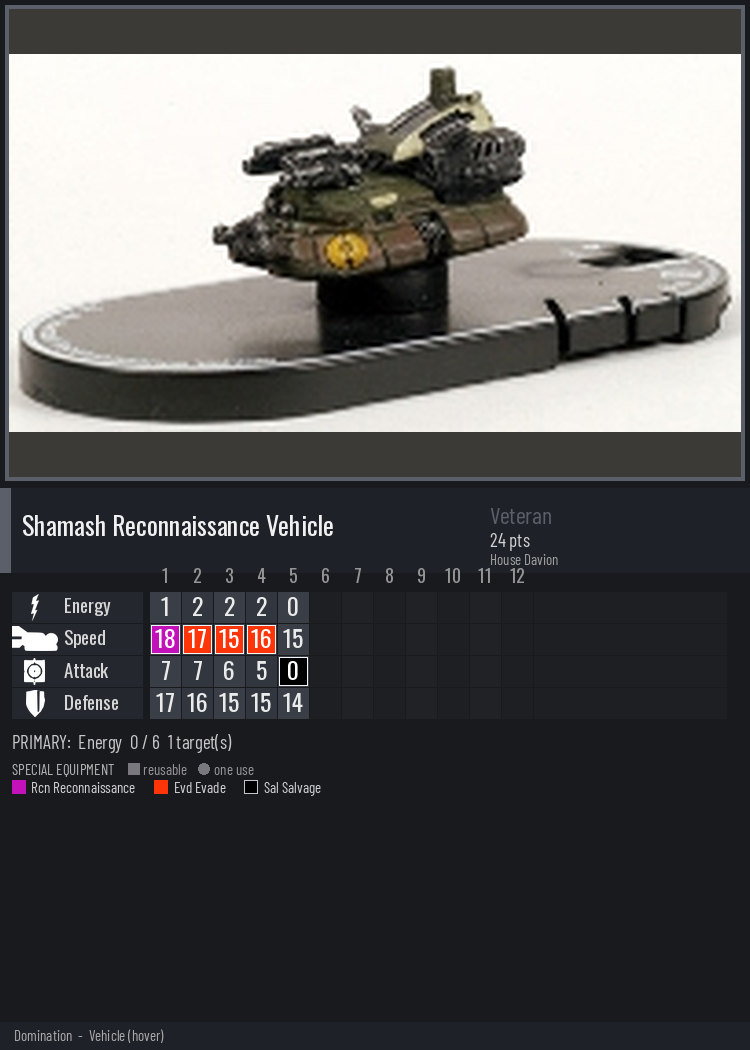 Shamash Reconnaissance Vehicle
Veteran
24 pts
House Davion
1 2 3 4 5 6 7 8 9 10 11 12
Energy 1 2 2 2 0
Speed 18 17 15 16 15
Attack 7 7 6 5 0
Defense 17 16 15 15 14
PRIMARY: Energy 0 / 6 1 target(s)
SPECIAL EQUIPMENT reusable one use
Rcn Reconnaissance Evd Evade Sal Salvage
Domination - Vehicle (hover)